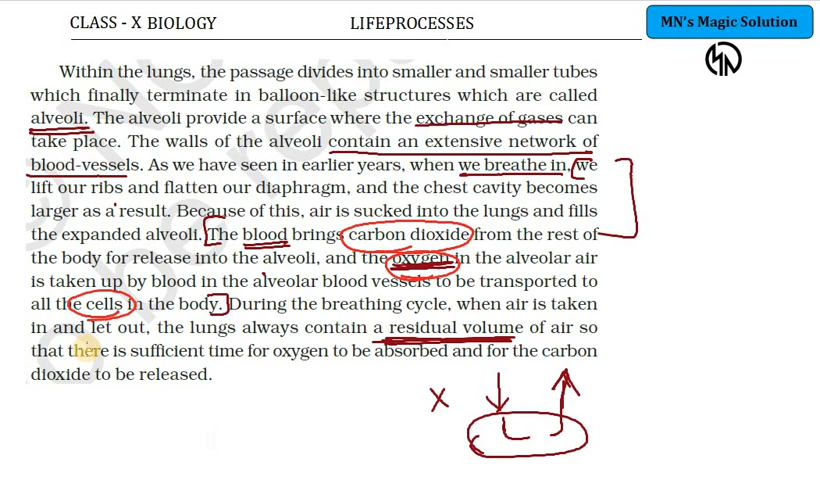 CLASS - X BIOLOGY
LIFEPROCESSES
MN's Magic Solution
Within the lungs, the passage divides into smaller and smaller tubes
which finally terminate in balloon-like structures which are called
alveoli. The alveoli provide a surface where the exchange of gases can
take place. The walls of the alveoli contain an extensive network of
blood-vessels. As we have seen in earlier years, when we breathe in, we
lift our ribs and flatten our diaphragm, and the chest cavity becomes
larger as a result. Because of this, air is sucked into the lungs and fills
the expanded alveoli. The blood brings carbon dioxide from the rest of
the body for release into the alveoli, and the oxygen in the alveolar air
is taken up by blood in the alveolar blood vessels to be transported to
all the cells in the body. During the breathing cycle, when air is taken
in and let out, the lungs always contain a residual volume of air so
that there is sufficient time for oxygen to be absorbed and for the carbon
dioxide to be released.
X